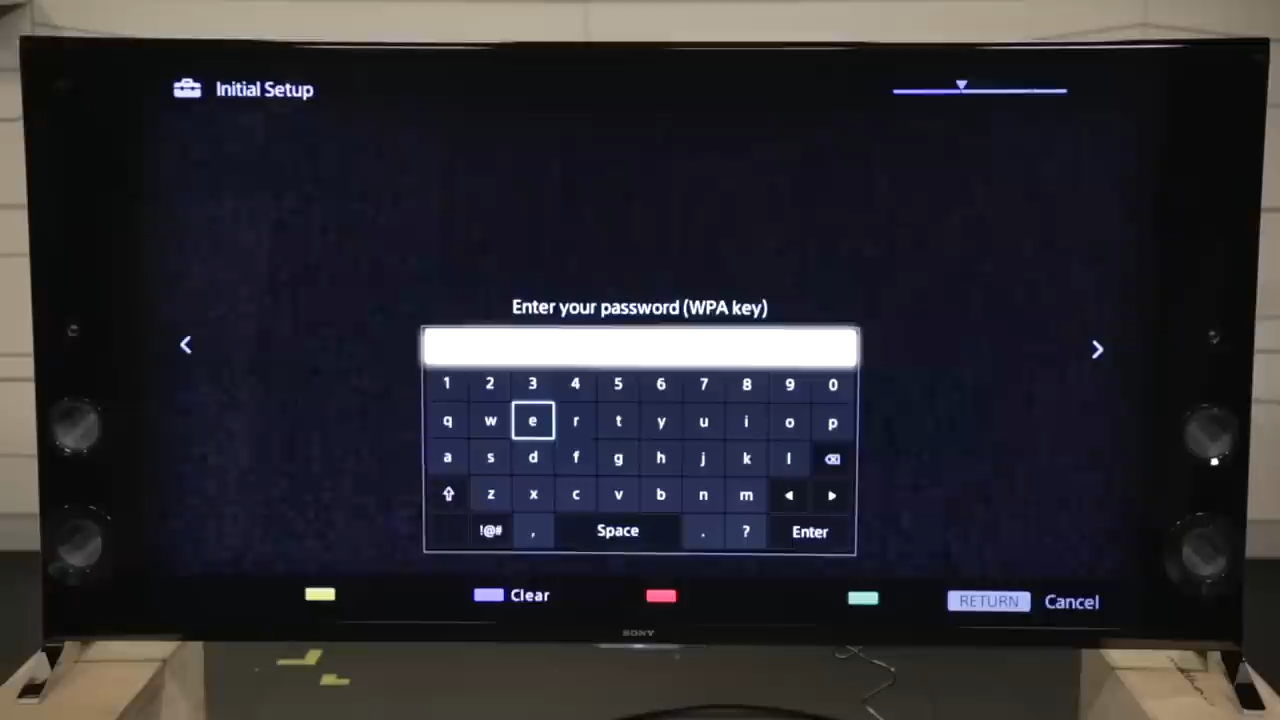 Initial Setup
Enter your password (WPA key)
1 2 3 4 5 6 7 8 9 0
q w e r t y u i o p
a s d f g h j k l
z x c v b n m
!@# , Space . ? Enter
Clear RETURN Cancel
SONY